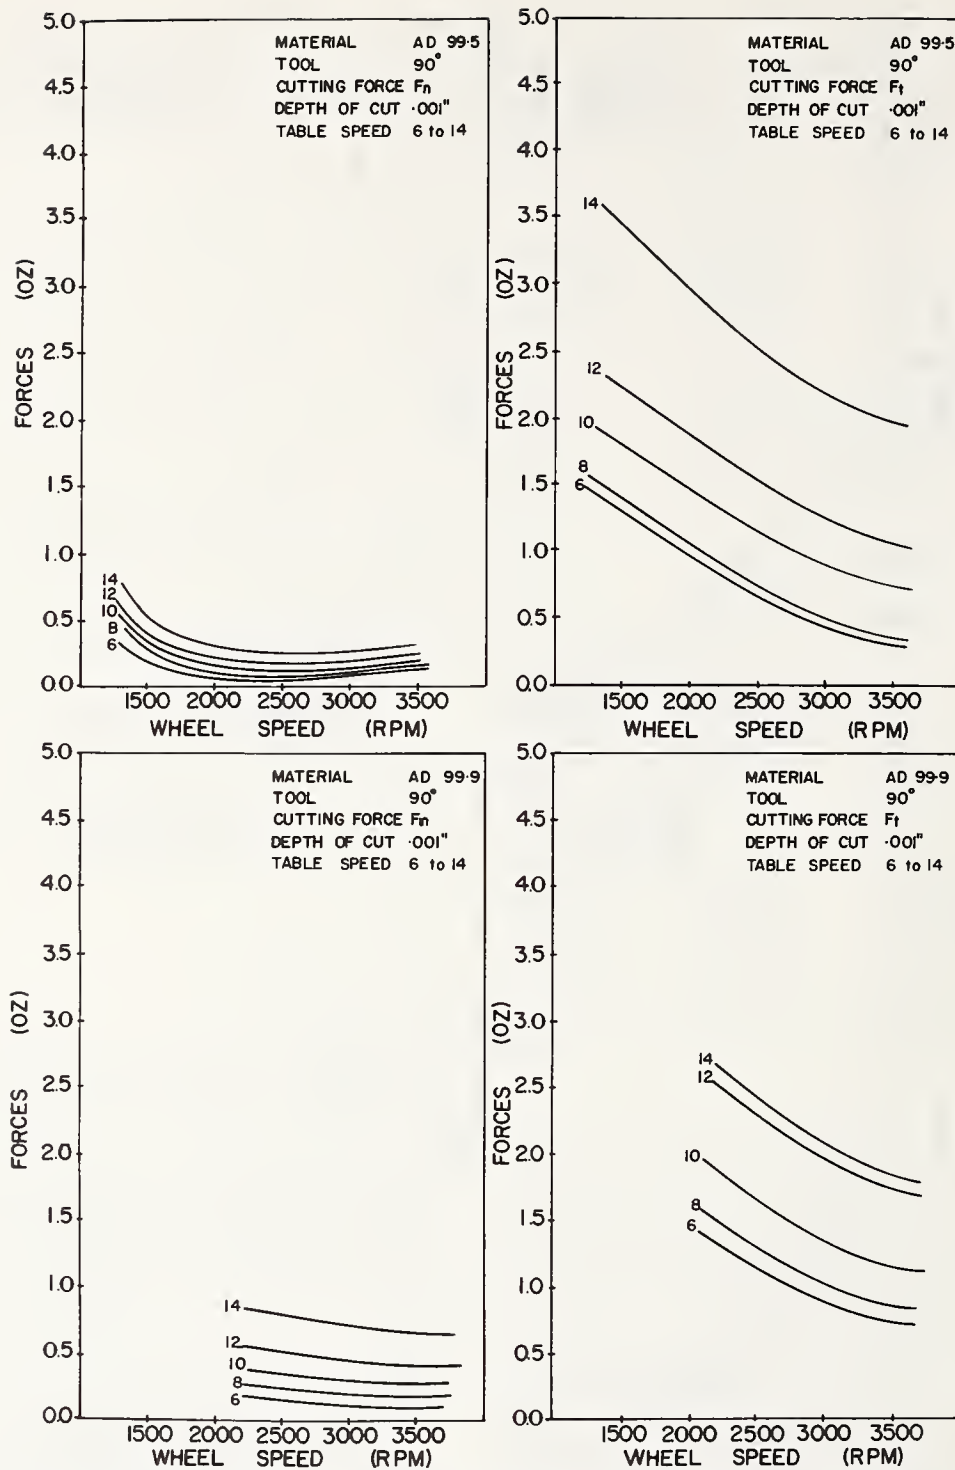 MATERIAL AD 99.5
TOOL 90°
CUTTING FORCE Fn
DEPTH OF CUT .001"
TABLE SPEED 6 to 14
5.0
4.5
4.0
3.5
3.0
2.5
2.0
1.5
1.0
0.5
0.0
FORCES (OZ)
14
12
10
8
6
1500 2000 2500 3000 3500
WHEEL SPEED (RPM)
MATERIAL AD 99.5
TOOL 90°
CUTTING FORCE Ft
DEPTH OF CUT .001"
TABLE SPEED 6 to 14
5.0
4.5
4.0
3.5
3.0
2.5
2.0
1.5
1.0
0.5
0.0
FORCES (OZ)
14
12
10
8
6
1500 2000 2500 3000 3500
WHEEL SPEED (RPM)
MATERIAL AD 99.9
TOOL 90°
CUTTING FORCE Fn
DEPTH OF CUT .001"
TABLE SPEED 6 to 14
5.0
4.5
4.0
3.5
3.0
2.5
2.0
1.5
1.0
0.5
0.0
FORCES (OZ)
14
12
10
8
6
1500 2000 2500 3000 3500
WHEEL SPEED (RPM)
MATERIAL AD 99.9
TOOL 90°
CUTTING FORCE Ft
DEPTH OF CUT .001"
TABLE SPEED 6 to 14
5.0
4.5
4.0
3.5
3.0
2.5
2.0
1.5
1.0
0.5
0.0
FORCES (OZ)
14
12
10
8
6
1500 2000 2500 3000 3500
WHEEL SPEED (RPM)